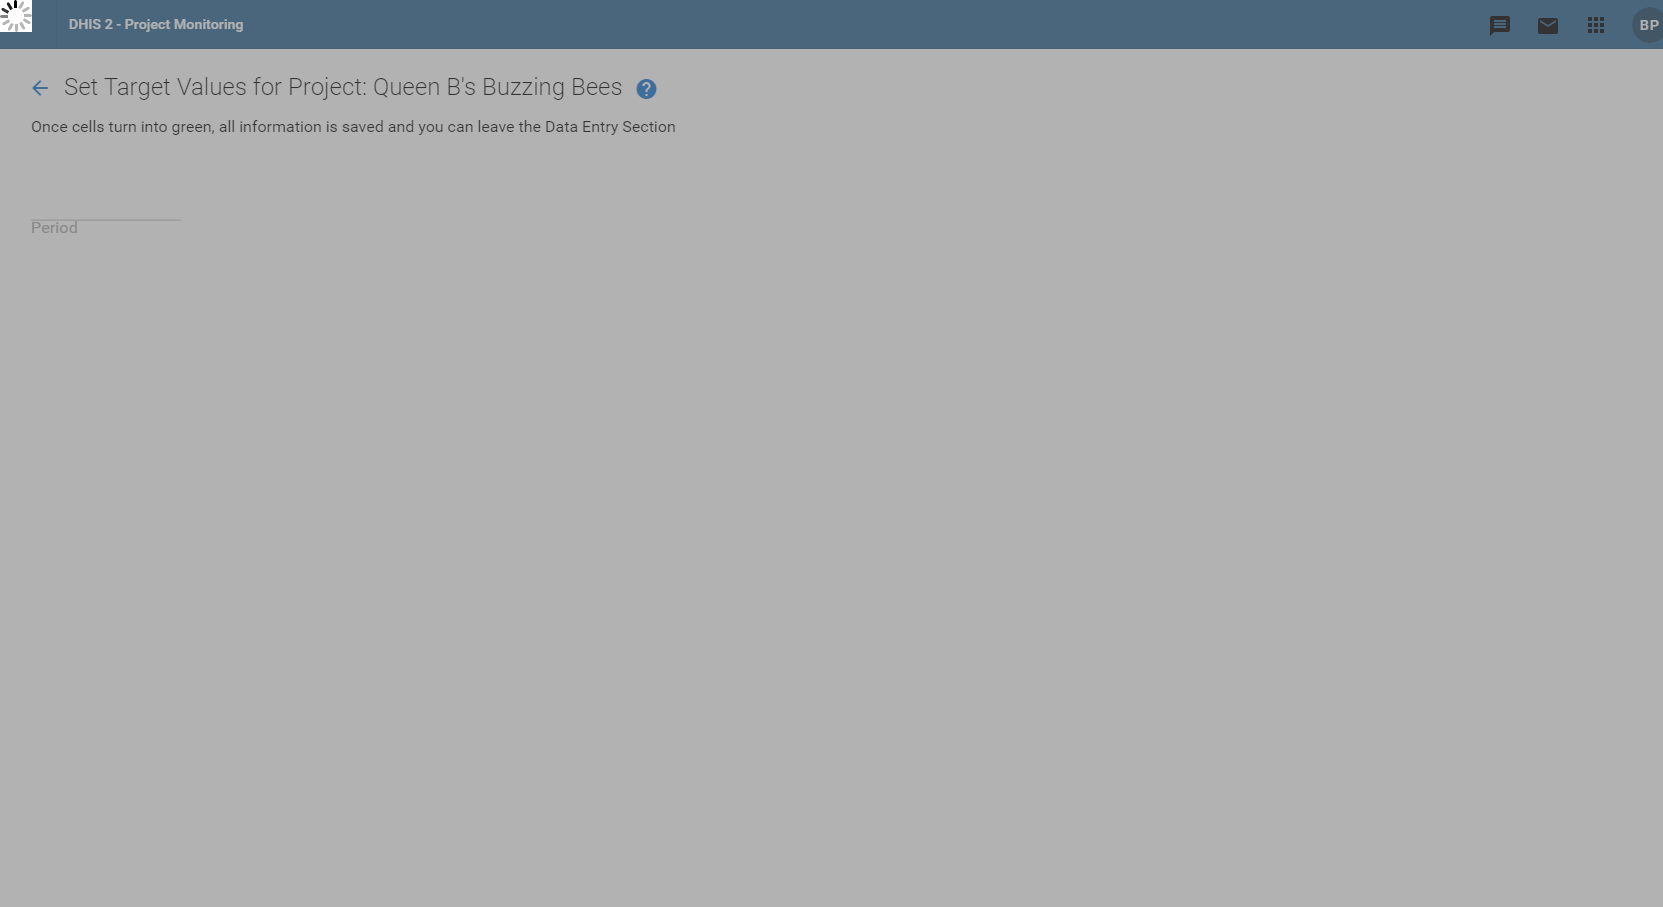 DHIS 2 - Project Monitoring
BP
Set Target Values for Project: Queen B's Buzzing Bees ?
Once cells turn into green, all information is saved and you can leave the Data Entry Section
Period